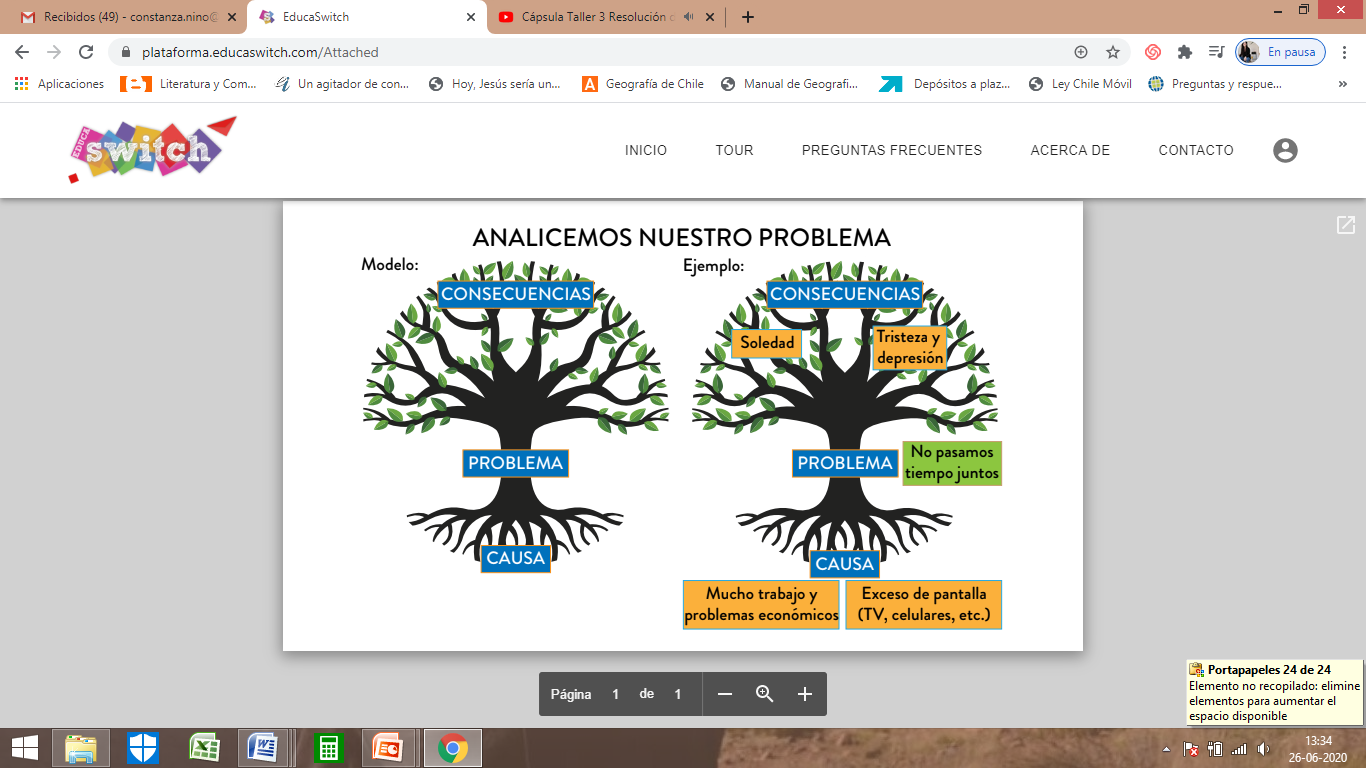 Recibidos (49) - constanza.nino@
EducaSwitch
Cápsula Taller 3 Resolución
plataforma.educaswitch.com/Attached
En pausa
Aplicaciones
Literatura y Com...
Un agitador de con...
Hoy, Jesús sería un...
Geografía de Chile
Manual de Geografi...
Depósitos a plaz...
Ley Chile Móvil
Preguntas y respue...
»
EDUCA
switch
INICIO
TOUR
PREGUNTAS FRECUENTES
ACERCA DE
CONTACTO
ANALICEMOS NUESTRO PROBLEMA
Modelo:
CONSECUENCIAS
PROBLEMA
CAUSA
Ejemplo:
CONSECUENCIAS
Soledad
Tristeza y
depresión
PROBLEMA
No pasamos
tiempo juntos
CAUSA
Mucho trabajo y
problemas económicos
Exceso de pantalla
(TV, celulares, etc.)
Página 1 de 1
Portapapeles 24 de 24
Elemento no recopilado: elimine
elementos para aumentar el
espacio disponible
13:34
26-06-2020